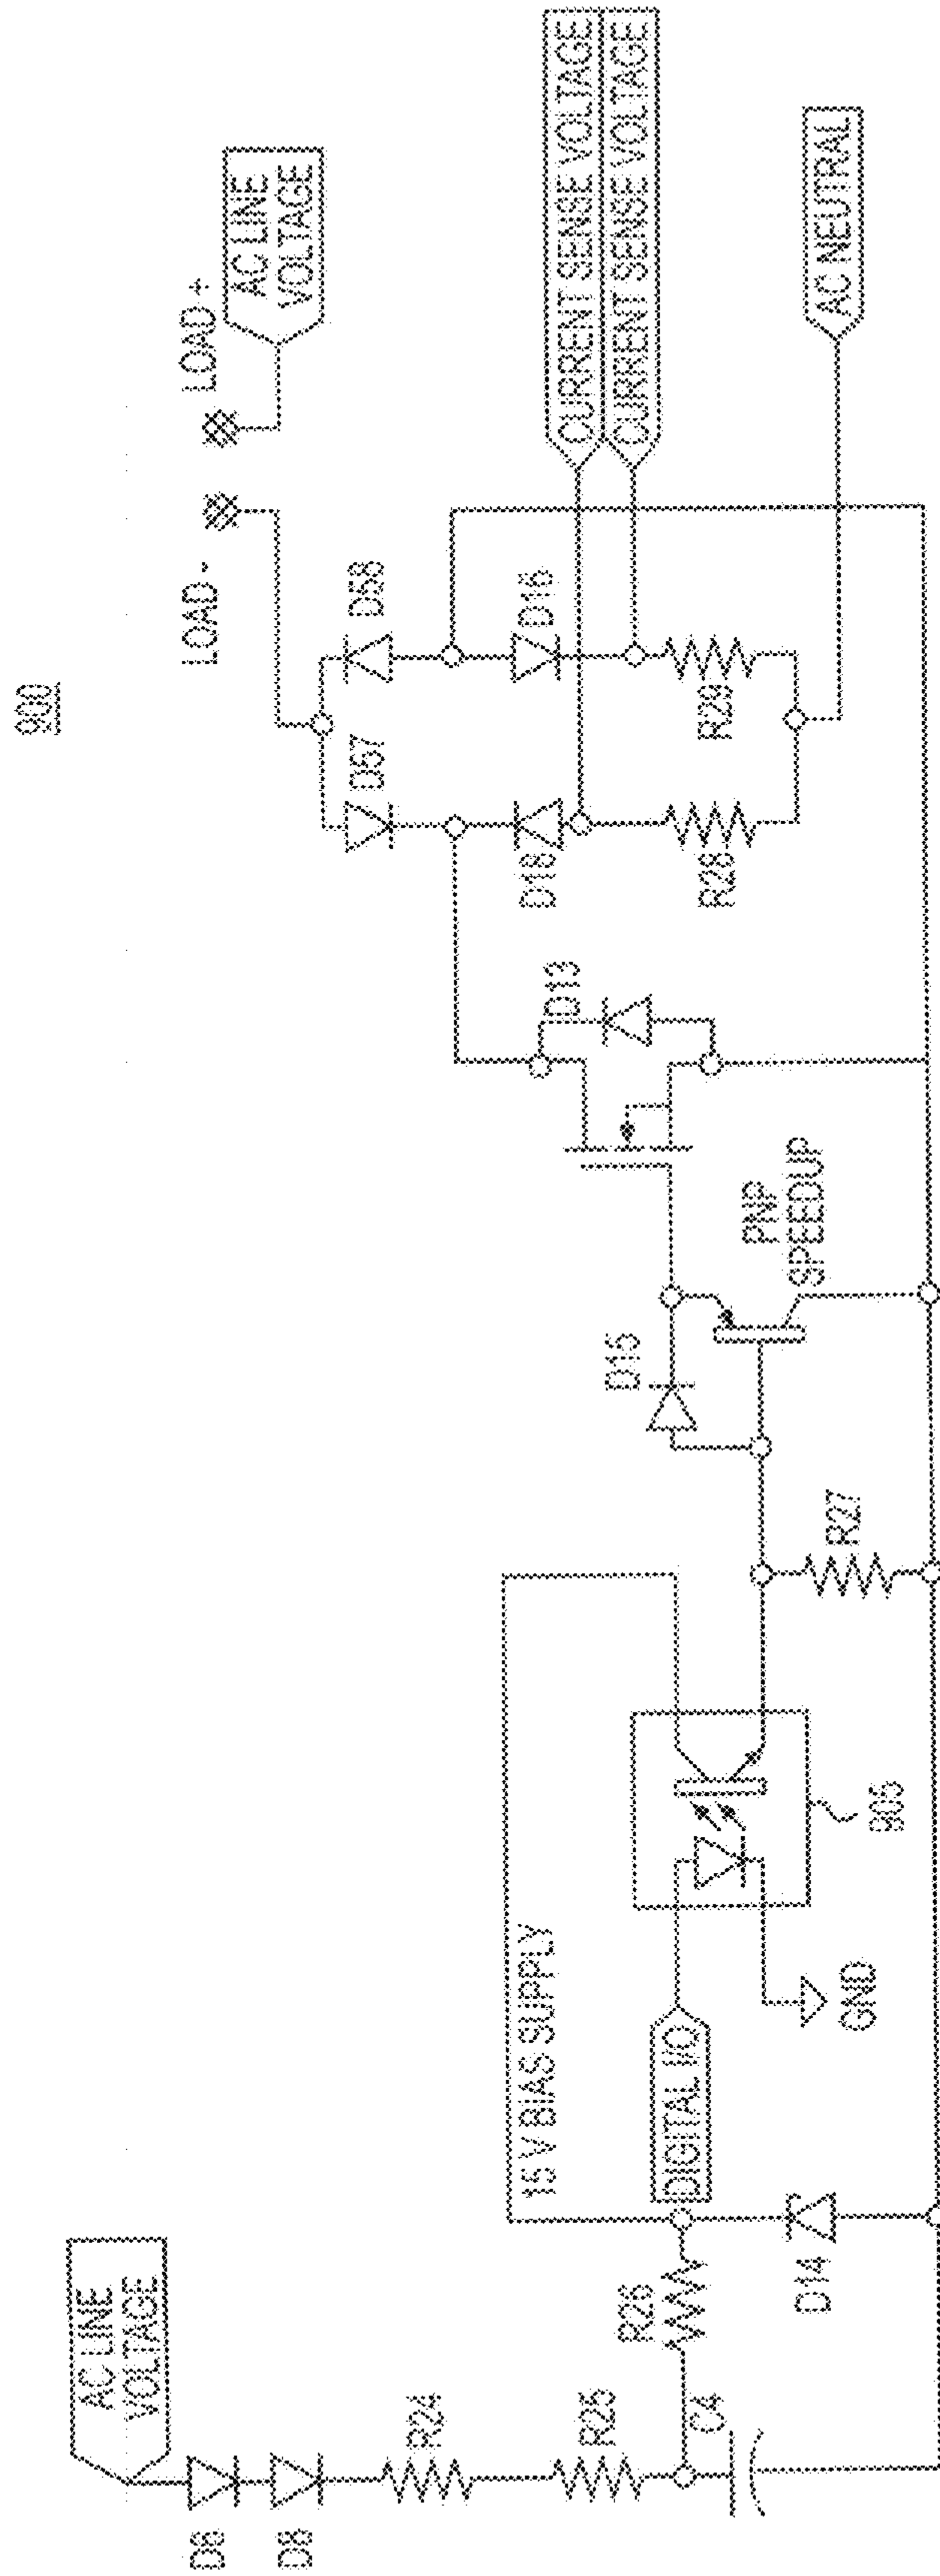 900
LOAD -
LOAD +
AC LINE
VOLTAGE
D57
D58
D18
D16
CURRENT SENSE VOLTAGE
CURRENT SENSE VOLTAGE
R28
R29
AC NEUTRAL
D13
PNP
SPEEDUP
D15
R27
905
15 V BIAS SUPPLY
DIGITAL I/O
GND
AC LINE
VOLTAGE
D8
D8
R24
R25
R26
C4
D14